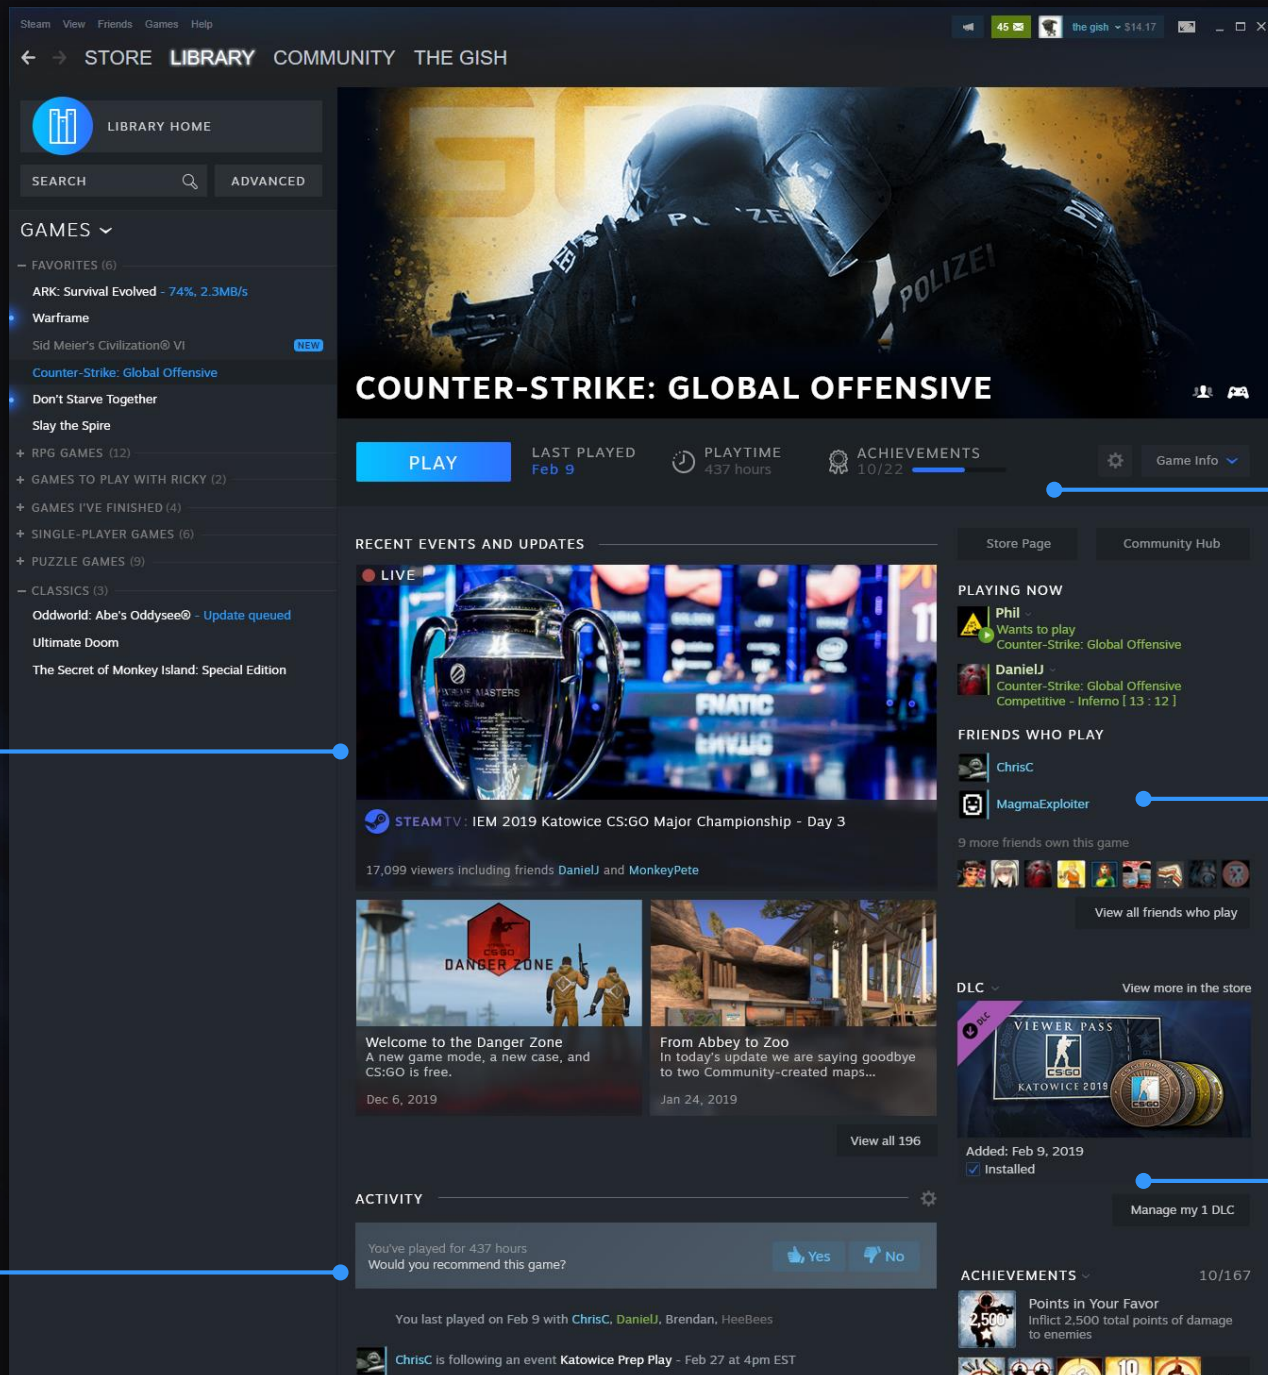 Steam View Friends Games Help
45
the gish
$14.17
STORE LIBRARY COMMUNITY THE GISH
LIBRARY HOME
SEARCH
ADVANCED
GAMES
FAVORITES (6)
ARK: Survival Evolved - 74%, 2.3MB/s
Warframe
Sid Meier's Civilization® VI
NEW
Counter-Strike: Global Offensive
Don't Starve Together
Slay the Spire
+ RPG GAMES (12)
+ GAMES TO PLAY WITH RICKY (2)
+ GAMES I'VE FINISHED (4)
+ SINGLE-PLAYER GAMES (6)
+ PUZZLE GAMES (9)
CLASSICS (3)
Oddworld: Abe's Oddysee® - Update queued
Ultimate Doom
The Secret of Monkey Island: Special Edition
POLIZEI
COUNTER-STRIKE: GLOBAL OFFENSIVE
PLAY
LAST PLAYED
Feb 9
PLAYTIME
437 hours
ACHIEVEMENTS
10/22
Game Info
RECENT EVENTS AND UPDATES
LIVE
MASTERS
FNATIC
STEAMTV: IEM 2019 Katowice CS:GO Major Championship - Day 3
17,099 viewers including friends DanielJ and MonkeyPete
CS:GO
DANGER ZONE
Welcome to the Danger Zone
A new game mode, a new case, and
CS:GO is free.
Dec 6, 2019
From Abbey to Zoo
In today's update we are saying goodbye
to two Community-created maps...
Jan 24, 2019
View all 196
ACTIVITY
You've played for 437 hours
Would you recommend this game?
Yes
No
You last played on Feb 9 with ChrisC, DanielJ, Brendan, HeeBees
ChrisC is following an event Katowice Prep Play - Feb 27 at 4pm EST
Store Page
Community Hub
PLAYING NOW
Phil
Wants to play
Counter-Strike: Global Offensive
DanielJ
Counter-Strike: Global Offensive
Competitive - Inferno [ 13 : 12 ]
FRIENDS WHO PLAY
ChrisC
MagmaExploiter
9 more friends own this game
View all friends who play
DLC
View more in the store
DLC
VIEWER PASS
CS:GO
KATOWICE 2019
CS:GO
Added: Feb 9, 2019
Installed
Manage my 1 DLC
ACHIEVEMENTS
10/167
2,500
Points in Your Favor
Inflict 2,500 total points of damage
to enemies
10